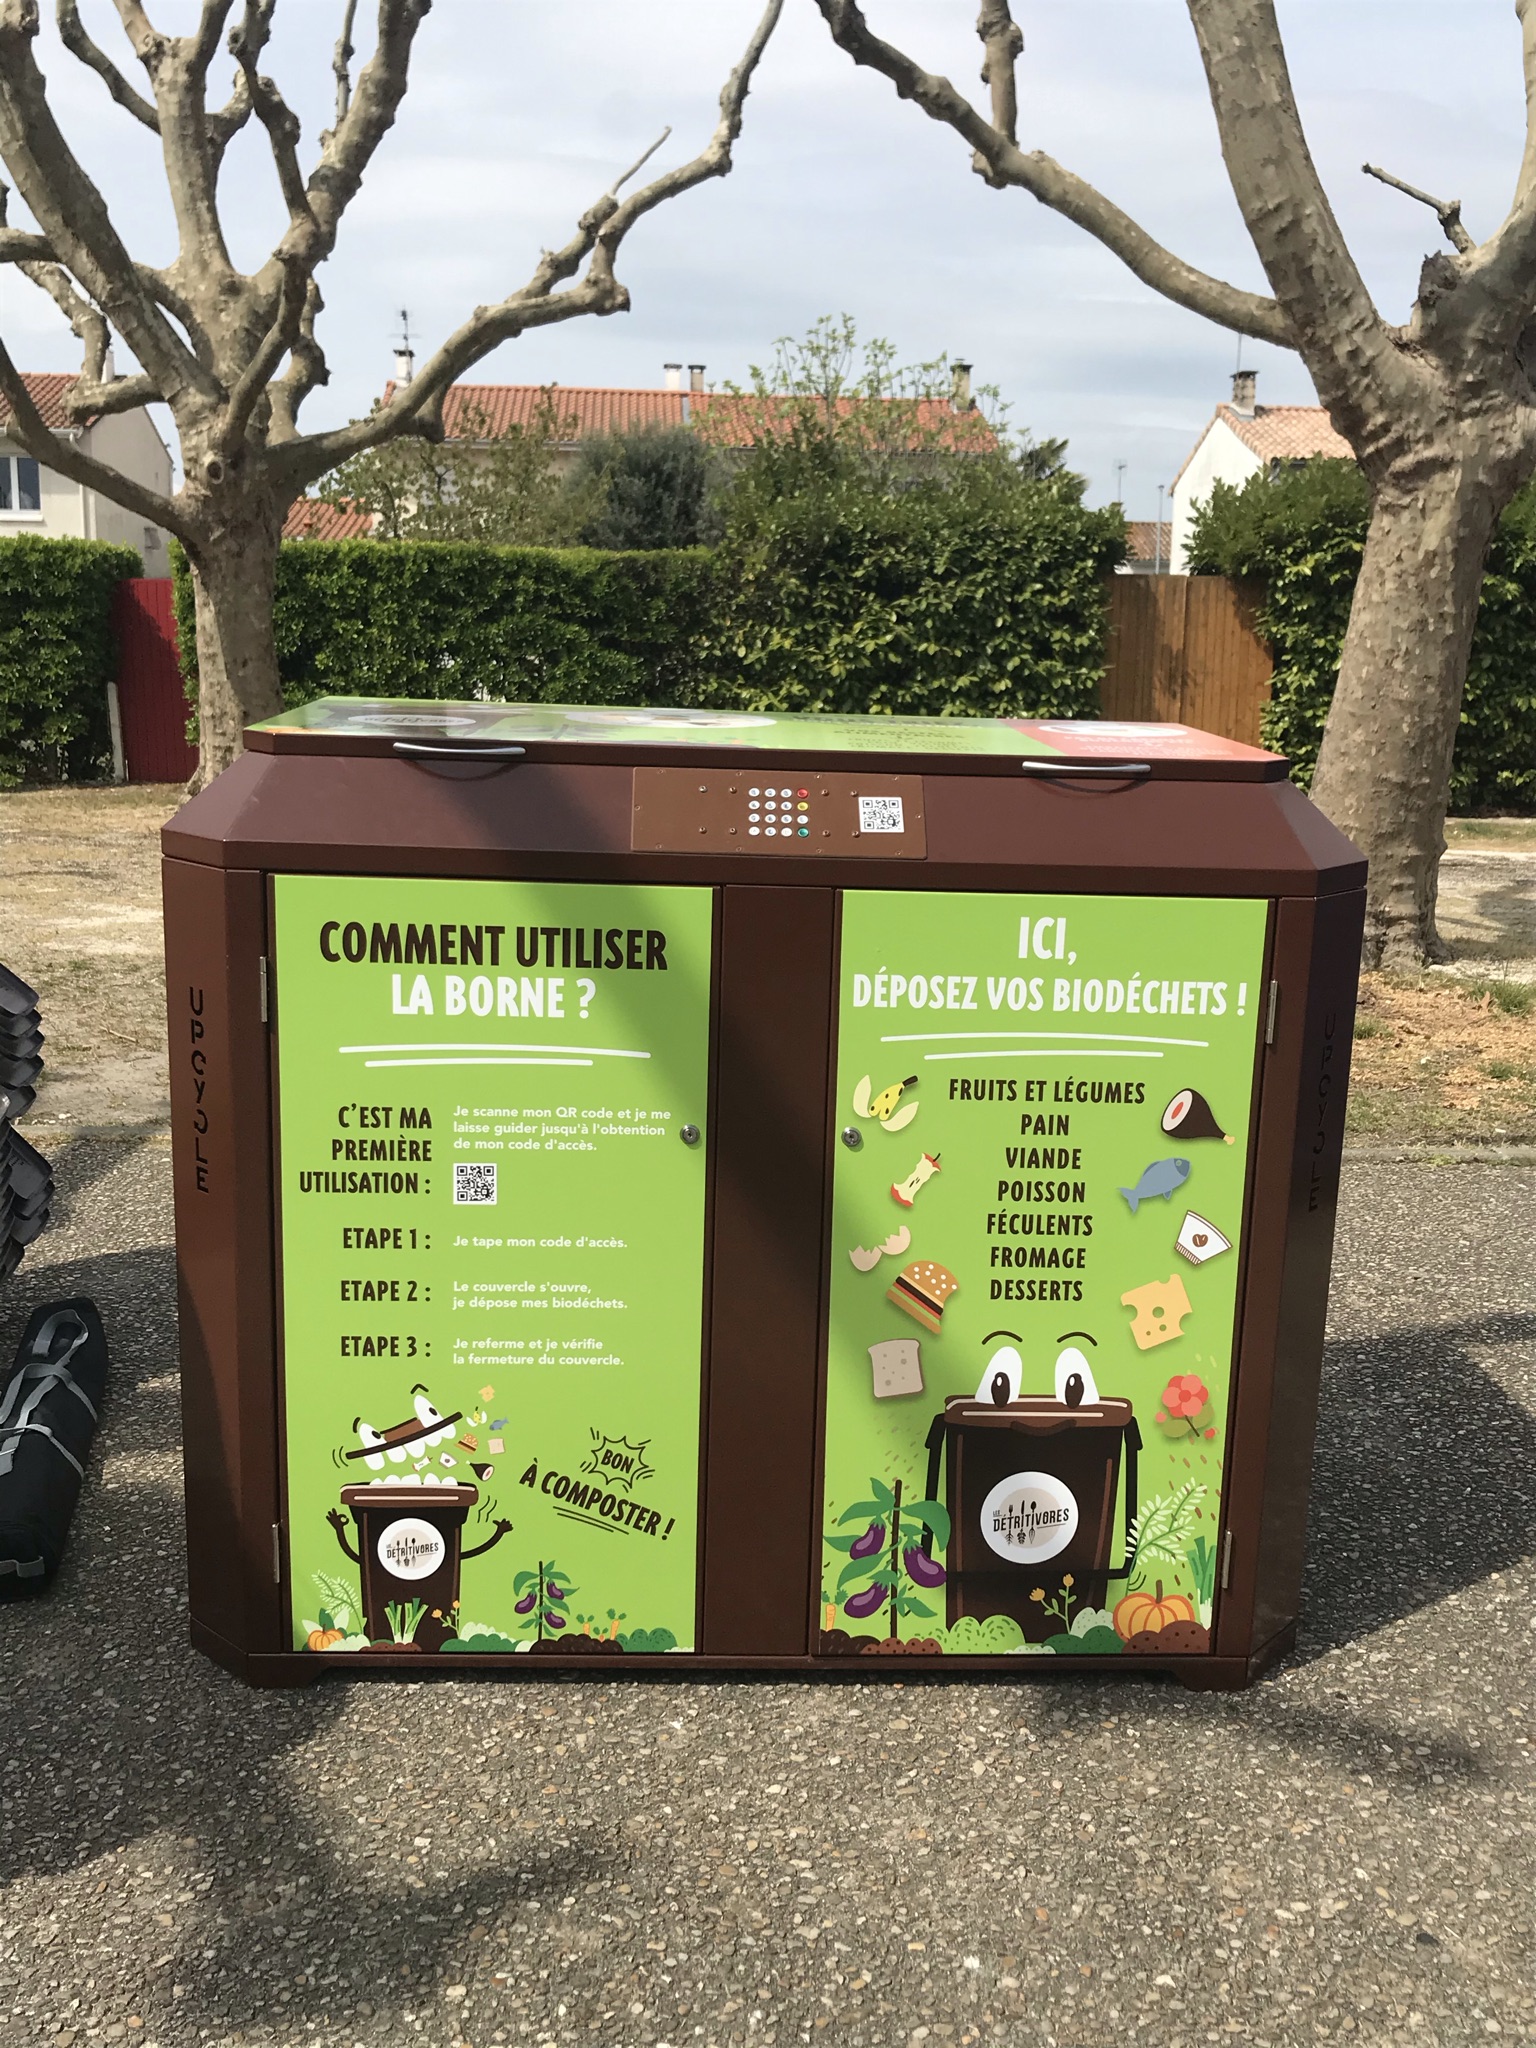 UPCYCLE
COMMENT UTILISER
LA BORNE ?
C'EST MA
PREMIÈRE
UTILISATION :
Je scanne mon QR code et je me
laisse guider jusqu'à l'obtention
de mon code d'accès.
ETAPE 1 :
Je tape mon code d'accès.
ETAPE 2 :
Le couvercle s'ouvre,
je dépose mes biodéchets.
ETAPE 3 :
Je referme et je vérifie
la fermeture du couvercle.
BON
À COMPOSTER !
LES
DÉTRITIVORES
ICI,
DÉPOSEZ VOS BIODÉCHETS !
FRUITS ET LÉGUMES
PAIN
VIANDE
POISSON
FÉCULENTS
FROMAGE
DESSERTS
LES
DÉTRITIVORES
UPCYCLE